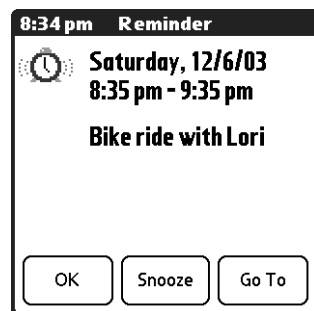 8:34 pm Reminder
Saturday, 12/6/03
8:35 pm - 9:35 pm
Bike ride with Lori
OK Snooze Go To